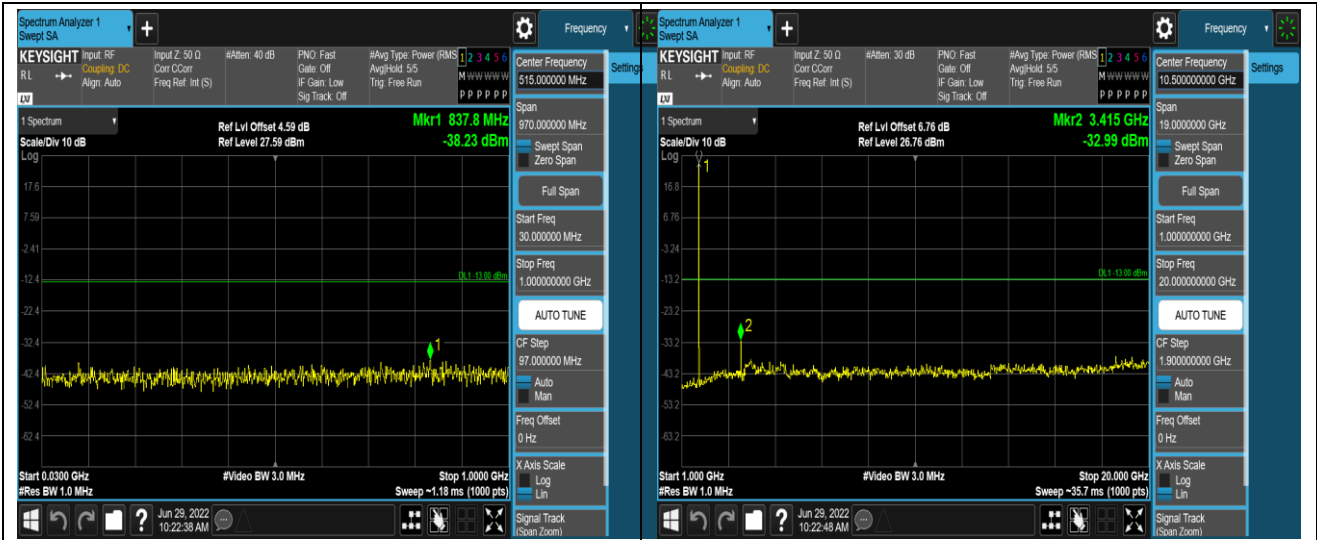 Spectrum Analyzer 1
Swept SA
Frequency
KEYSIGHT
RL
LXI
Input: RF
Coupling: DC
Align: Auto
Input Z: 50 Ω
Corr CCorr
Freq Ref: Int (S)
#Atten: 40 dB
PNO: Fast
Gate: Off
IF Gain: Low
Sig Track: Off
#Avg Type: Power (RMS
Avg|Hold: 5/5
Trig: Free Run
1 2 3 4 5 6
M W W W W W
P P P P P P
Center Frequency
515.000000 MHz
Settings
1 Spectrum
Scale/Div 10 dB
Log
Ref Lvl Offset 4.59 dB
Ref Level 27.59 dBm
Mkr1 837.8 MHz
-38.23 dBm
17.6
7.59
-2.41
-12.4
-22.4
-32.4
-42.4
-52.4
-62.4
DL1 -13.00 dBm
1
Start 0.0300 GHz
#Res BW 1.0 MHz
#Video BW 3.0 MHz
Stop 1.0000 GHz
Sweep ~1.18 ms (1000 pts)
Span
970.000000 MHz
Swept Span
Zero Span
Full Span
Start Freq
30.000000 MHz
Stop Freq
1.000000000 GHz
AUTO TUNE
CF Step
97.000000 MHz
Auto
Man
Freq Offset
0 Hz
X Axis Scale
Log
Lin
Signal Track
(Span Zoom)
?
Jun 29, 2022
10:22:38 AM
Spectrum Analyzer 1
Swept SA
Frequency
KEYSIGHT
RL
LXI
Input: RF
Coupling: DC
Align: Auto
Input Z: 50 Ω
Corr CCorr
Freq Ref: Int (S)
#Atten: 30 dB
PNO: Fast
Gate: Off
IF Gain: Low
Sig Track: Off
#Avg Type: Power (RMS
Avg|Hold: 5/5
Trig: Free Run
1 2 3 4 5 6
M W W W W W
P P P P P P
Center Frequency
10.500000000 GHz
Settings
1 Spectrum
Scale/Div 10 dB
Log
Ref Lvl Offset 6.76 dB
Ref Level 26.76 dBm
Mkr2 3.415 GHz
-32.99 dBm
1
16.8
6.76
-3.24
-13.2
-23.2
-33.2
-43.2
-53.2
-63.2
DL1 -13.00 dBm
2
Start 1.000 GHz
#Res BW 1.0 MHz
#Video BW 3.0 MHz
Stop 20.000 GHz
Sweep ~35.7 ms (1000 pts)
Span
19.0000000 GHz
Swept Span
Zero Span
Full Span
Start Freq
1.000000000 GHz
Stop Freq
20.000000000 GHz
AUTO TUNE
CF Step
1.900000000 GHz
Auto
Man
Freq Offset
0 Hz
X Axis Scale
Log
Lin
Signal Track
(Span Zoom)
?
Jun 29, 2022
10:22:48 AM